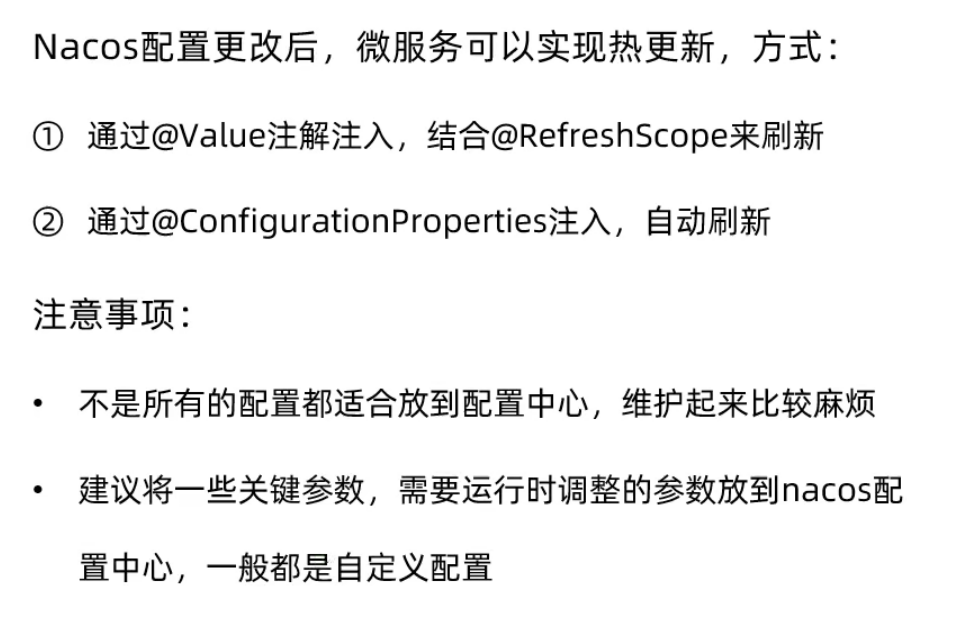 Nacos配置更改后，微服务可以实现热更新，方式：
① 通过@Value注解注入，结合@RefreshScope来刷新
② 通过@ConfigurationProperties注入，自动刷新
注意事项：
• 不是所有的配置都适合放到配置中心，维护起来比较麻烦
• 建议将一些关键参数，需要运行时调整的参数放到nacos配
置中心，一般都是自定义配置